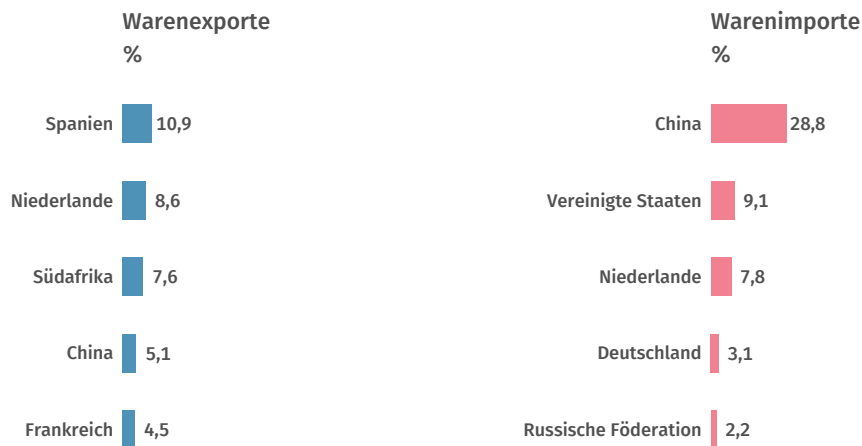 Warenexporte
%
Spanien 10,9
Niederlande 8,6
Südafrika 7,6
China 5,1
Frankreich 4,5
Warenimporte
%
China 28,8
Vereinigte Staaten 9,1
Niederlande 7,8
Deutschland 3,1
Russische Föderation 2,2